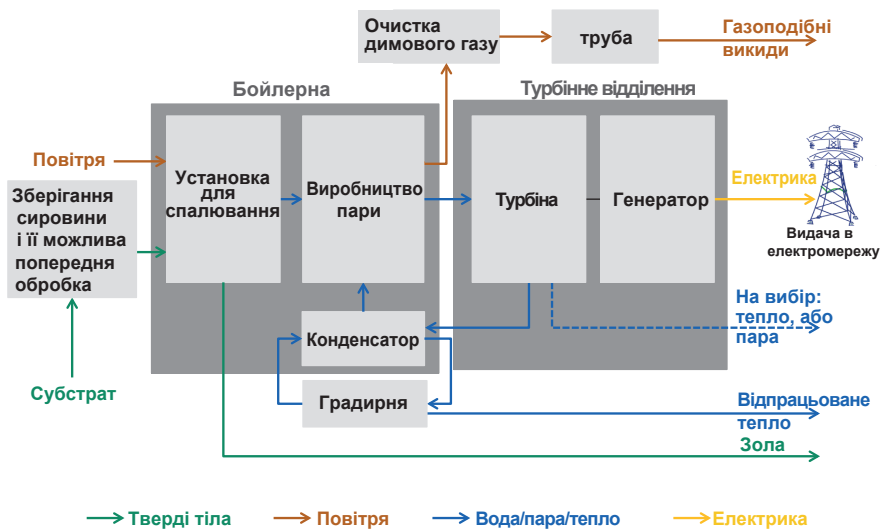 Очистка
димового газу
труба
Газоподібні
викиди
Бойлерна
Турбінне відділення
Повітря
Установка
для
спалювання
Виробництво
пари
Турбіна
Генератор
Електрика
Видача в
електромережу
Зберігання
сировини
і її можлива
попередня
обробка
На вибір:
тепло, або
пара
Конденсатор
Субстрат
Градирня
Відпрацьоване
тепло
Зола
Тверді тіла
Повітря
Вода/пара/тепло
Електрика